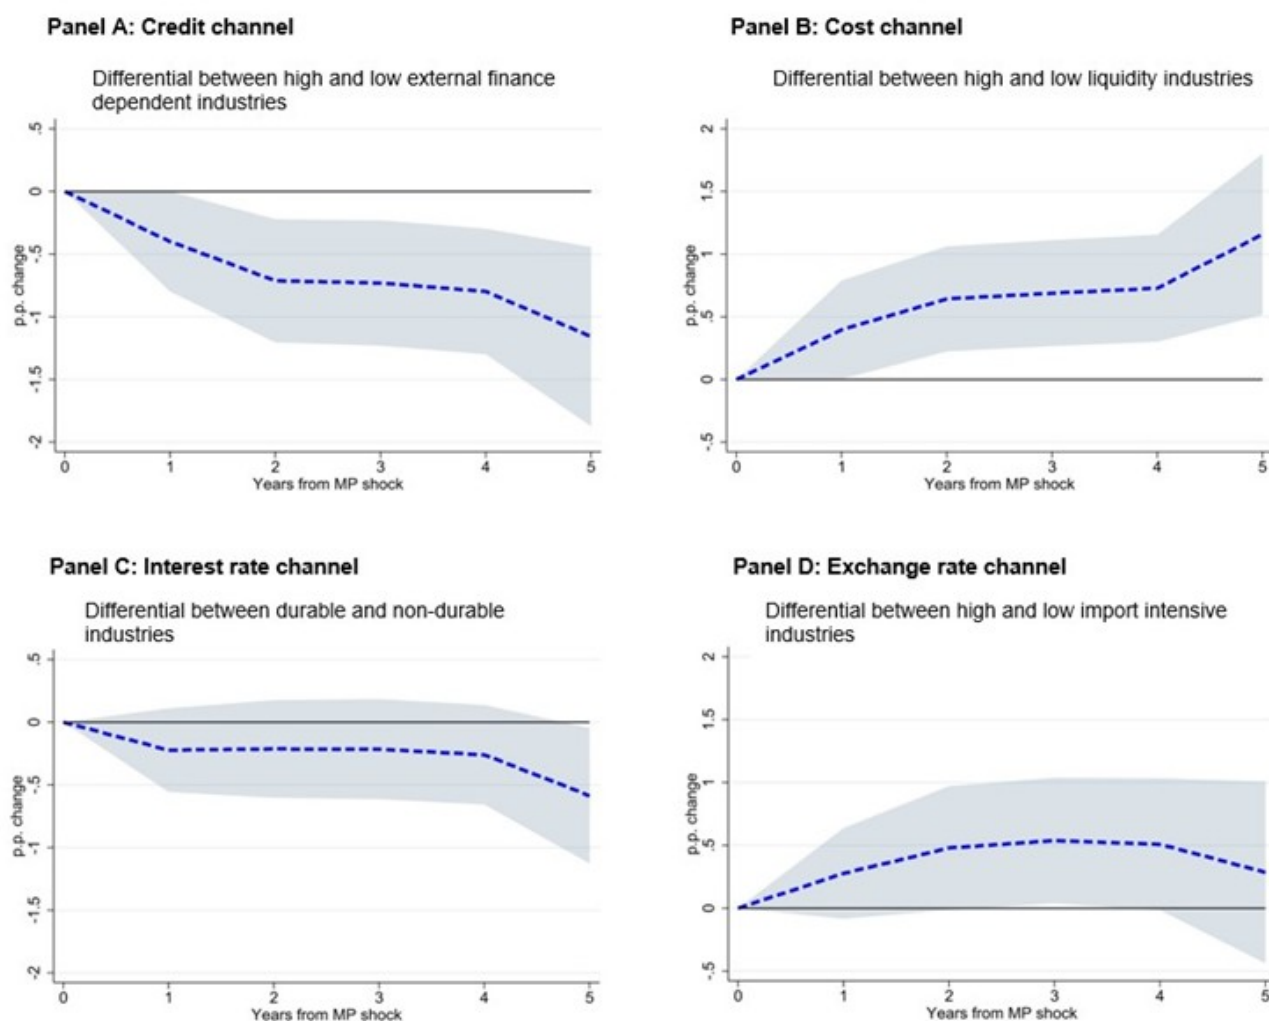 Panel A: Credit channel
Differential between high and low external finance
dependent industries
.5
0
-.5
-1
-1.5
-2
p.p. change
0 1 2 3 4 5
Years from MP shock
Panel B: Cost channel
Differential between high and low liquidity industries
2
1.5
1
.5
0
-.5
p.p. change
0 1 2 3 4 5
Years from MP shock
Panel C: Interest rate channel
Differential between durable and non-durable
industries
.5
0
-.5
-1
-1.5
-2
p.p. change
0 1 2 3 4 5
Years from MP shock
Panel D: Exchange rate channel
Differential between high and low import intensive
industries
2
1.5
1
.5
0
-.5
p.p. change
0 1 2 3 4 5
Years from MP shock